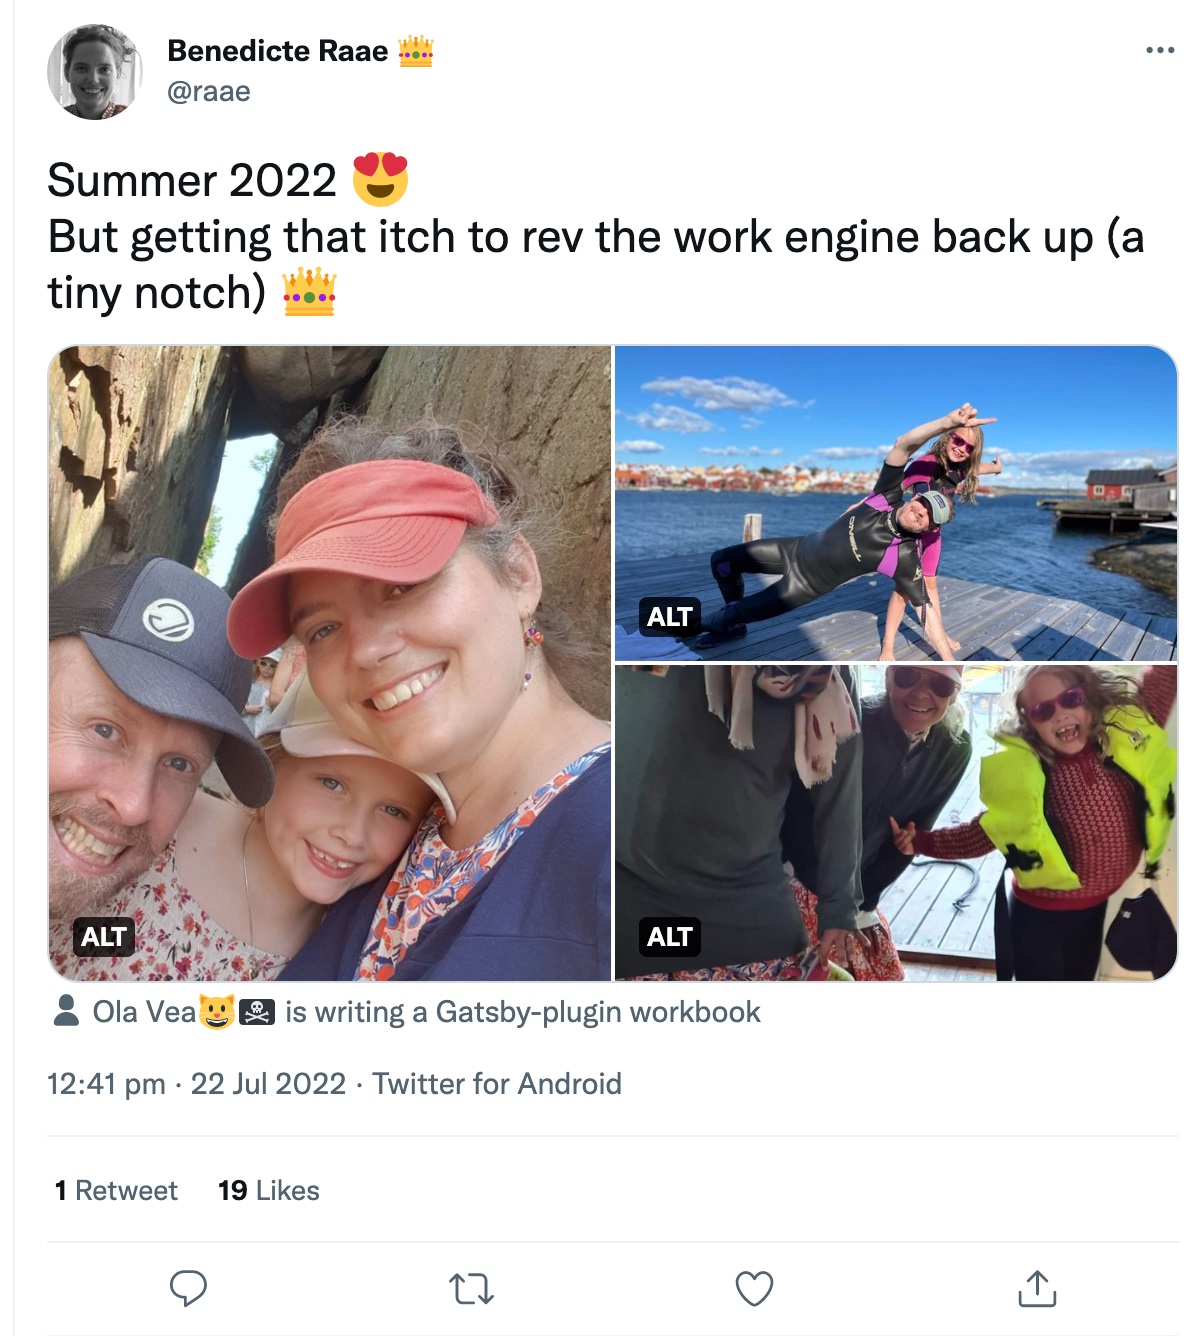 Benedicte Raae 👑
@raae
Summer 2022 😍
But getting that itch to rev the work engine back up (a
tiny notch) 👑
ALT
O'NEILL
ALT
ALT
Ola Vea😺🏴‍☠️ is writing a Gatsby-plugin workbook
12:41 pm · 22 Jul 2022 · Twitter for Android
1 Retweet 19 Likes